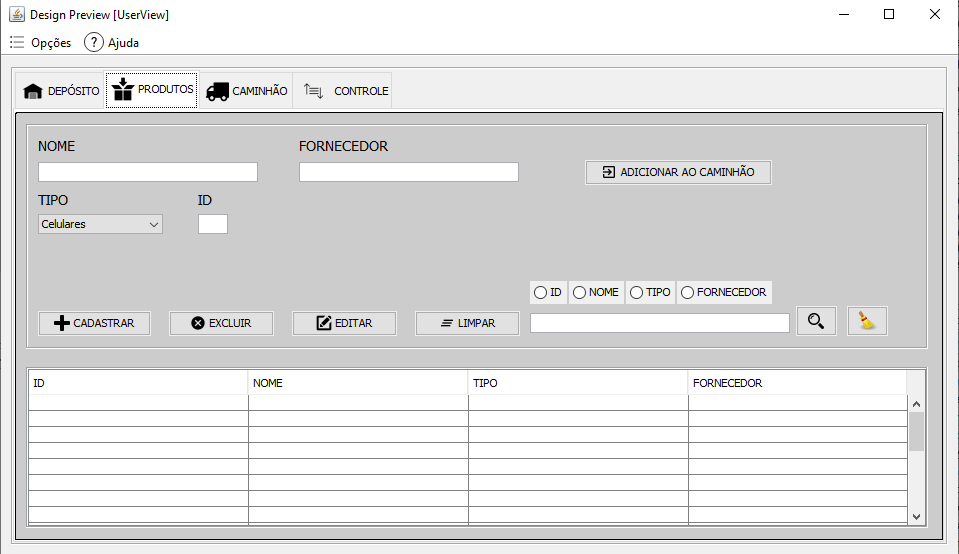 Design Preview [UserView]
Opções ? Ajuda
DEPÓSITO PRODUTOS CAMINHÃO CONTROLE
NOME FORNECEDOR
ADICIONAR AO CAMINHÃO
TIPO ID
Celulares
ID NOME TIPO FORNECEDOR
CADASTRAR EXCLUIR EDITAR LIMPAR
ID NOME TIPO FORNECEDOR